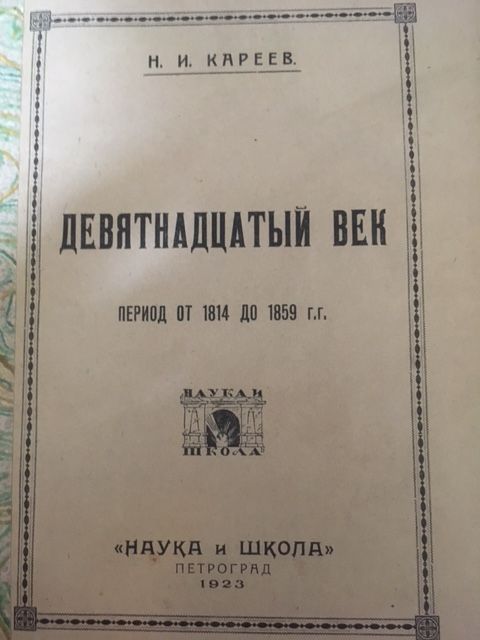 Н. И. КАРЕЕВ.
ДЕВЯТНАДЦАТЫЙ ВЕК
ПЕРИОД ОТ 1814 ДО 1859 г.г.
НАУКА И
ШКОЛА
«НАУКА и ШКОЛА»
ПЕТРОГРАД
1923